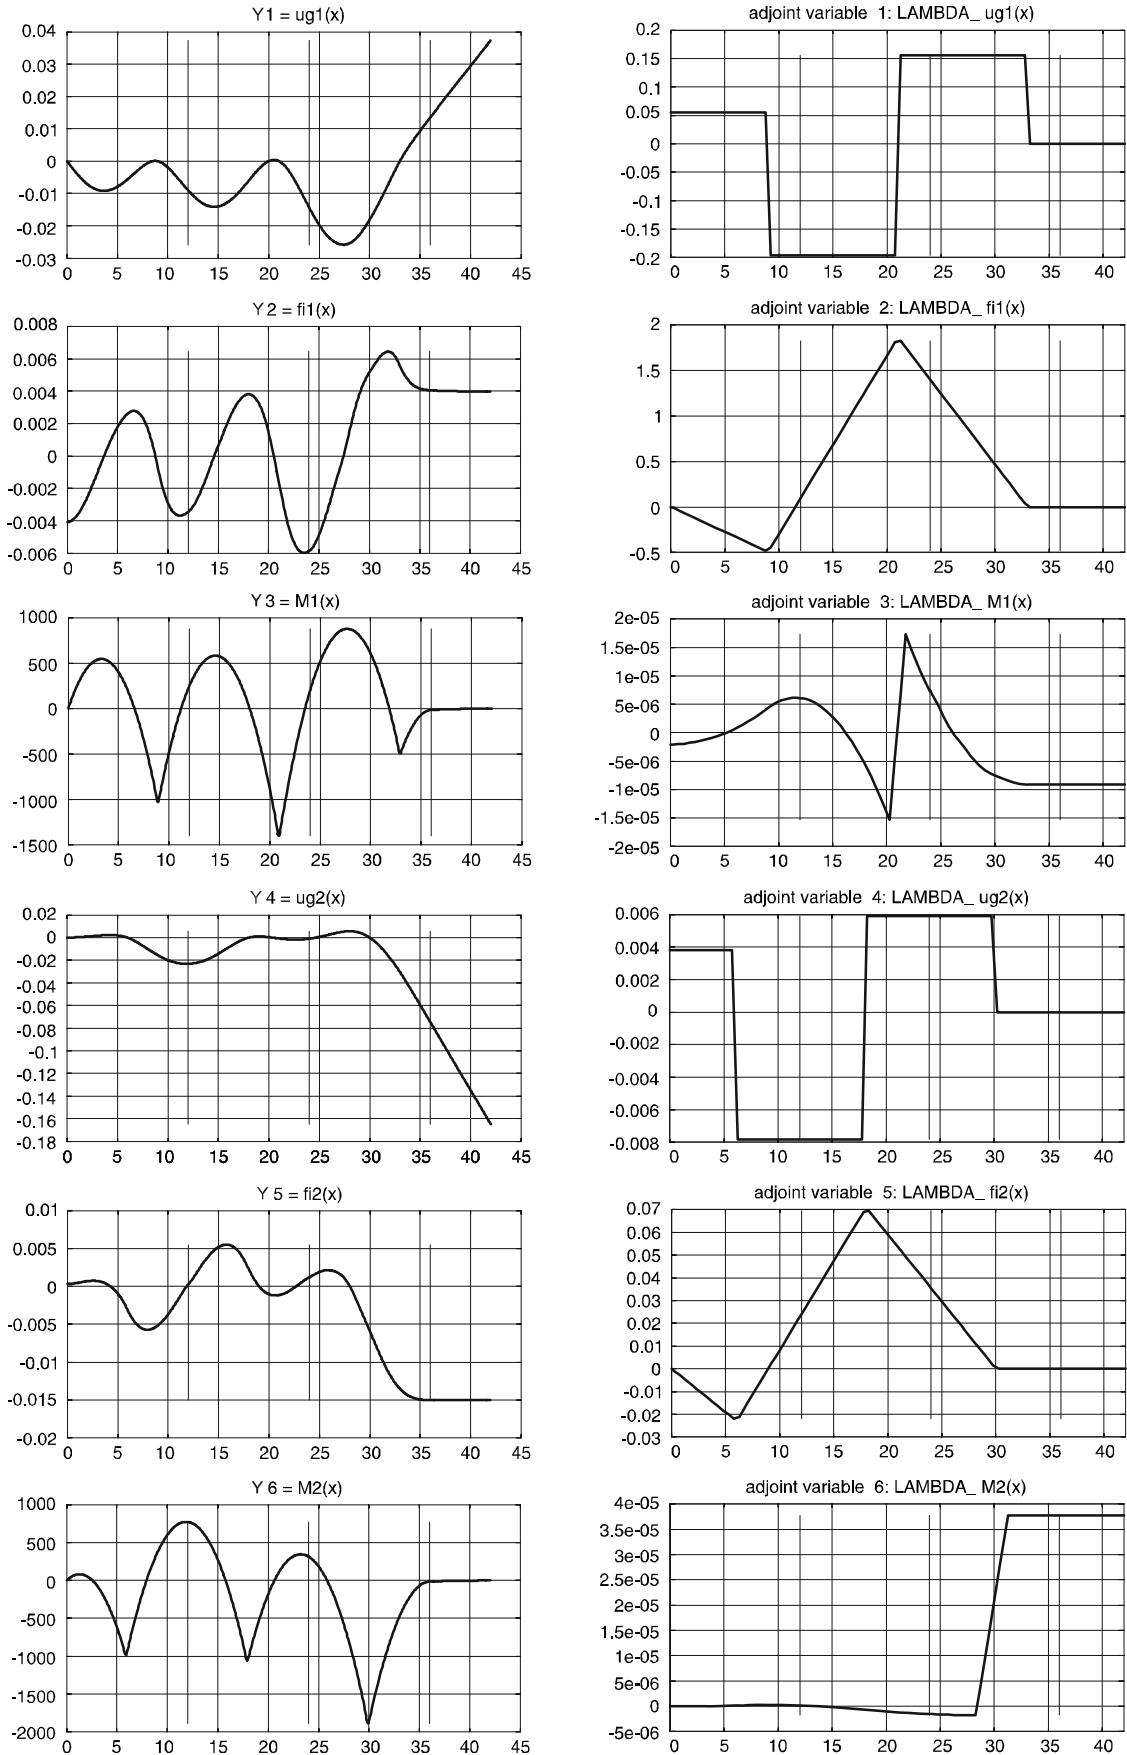 Y 1 = ug1(x)
0.04
0.03
0.02
0.01
0
-0.01
-0.02
-0.03
0 5 10 15 20 25 30 35 40 45
adjoint variable 1: LAMBDA_ ug1(x)
0.2
0.15
0.1
0.05
0
-0.05
-0.1
-0.15
-0.2
0 5 10 15 20 25 30 35 40
Y 2 = fi1(x)
0.008
0.006
0.004
0.002
0
-0.002
-0.004
-0.006
0 5 10 15 20 25 30 35 40 45
adjoint variable 2: LAMBDA_ fi1(x)
2
1.5
1
0.5
0
-0.5
0 5 10 15 20 25 30 35 40
Y 3 = M1(x)
1000
500
0
-500
-1000
-1500
0 5 10 15 20 25 30 35 40 45
adjoint variable 3: LAMBDA_ M1(x)
2e-05
1.5e-05
1e-05
5e-06
0
-5e-06
-1e-05
-1.5e-05
-2e-05
0 5 10 15 20 25 30 35 40
Y 4 = ug2(x)
0.02
0
-0.02
-0.04
-0.06
-0.08
-0.1
-0.12
-0.14
-0.16
-0.18
0 5 10 15 20 25 30 35 40 45
adjoint variable 4: LAMBDA_ ug2(x)
0.006
0.004
0.002
0
-0.002
-0.004
-0.006
-0.008
0 5 10 15 20 25 30 35 40
Y 5 = fi2(x)
0.01
0.005
0
-0.005
-0.01
-0.015
-0.02
0 5 10 15 20 25 30 35 40 45
adjoint variable 5: LAMBDA_ fi2(x)
0.07
0.06
0.05
0.04
0.03
0.02
0.01
0
-0.01
-0.02
-0.03
0 5 10 15 20 25 30 35 40
Y 6 = M2(x)
1000
500
0
-500
-1000
-1500
-2000
0 5 10 15 20 25 30 35 40 45
adjoint variable 6: LAMBDA_ M2(x)
4e-05
3.5e-05
3e-05
2.5e-05
2e-05
1.5e-05
1e-05
5e-06
0
-5e-06
0 5 10 15 20 25 30 35 40